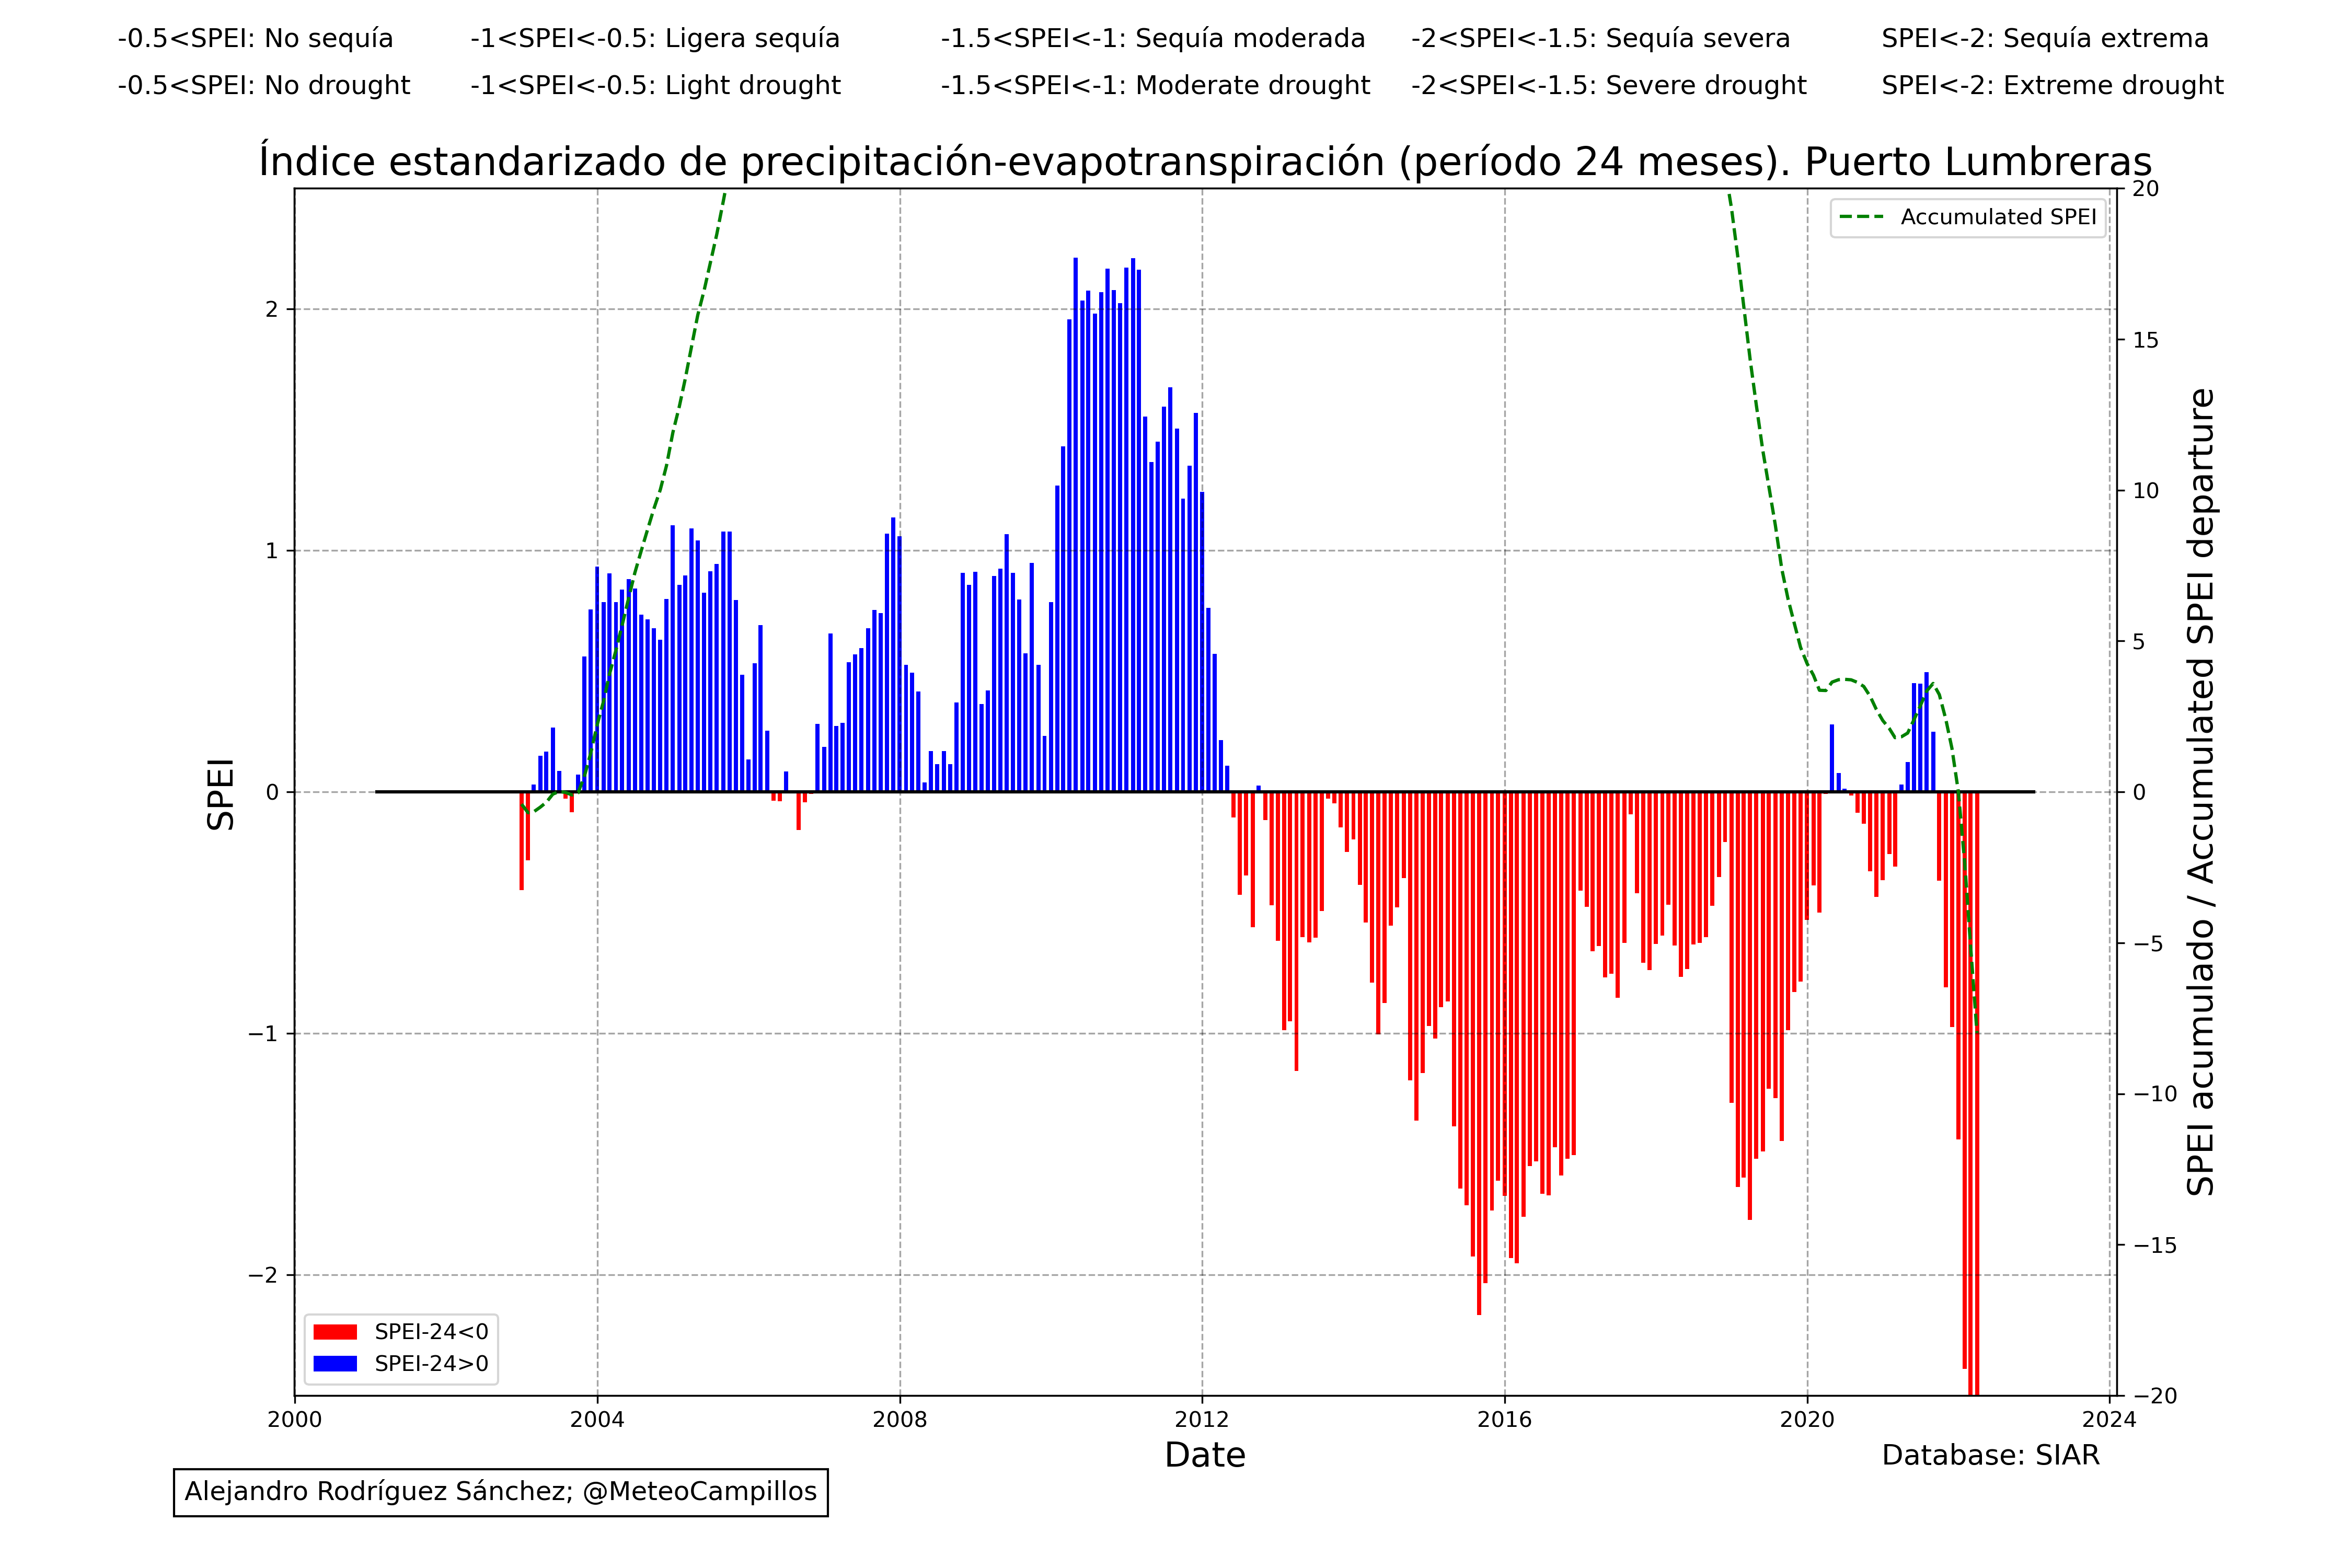 -0.5<SPEI: No sequía -1<SPEI<-0.5: Ligera sequía -1.5<SPEI<-1: Sequía moderada -2<SPEI<-1.5: Sequía severa SPEI<-2: Sequía extrema
-0.5<SPEI: No drought -1<SPEI<-0.5: Light drought -1.5<SPEI<-1: Moderate drought -2<SPEI<-1.5: Severe drought SPEI<-2: Extreme drought
Índice estandarizado de precipitación-evapotranspiración (período 24 meses). Puerto Lumbreras
Accumulated SPEI
SPEI
2
1
0
−1
−2
20
15
10
5
0
−5
−10
−15
−20
SPEI acumulado / Accumulated SPEI departure
SPEI-24<0
SPEI-24>0
2000 2004 2008 2012 2016 2020 2024
Date
Database: SIAR
Alejandro Rodríguez Sánchez; @MeteoCampillos